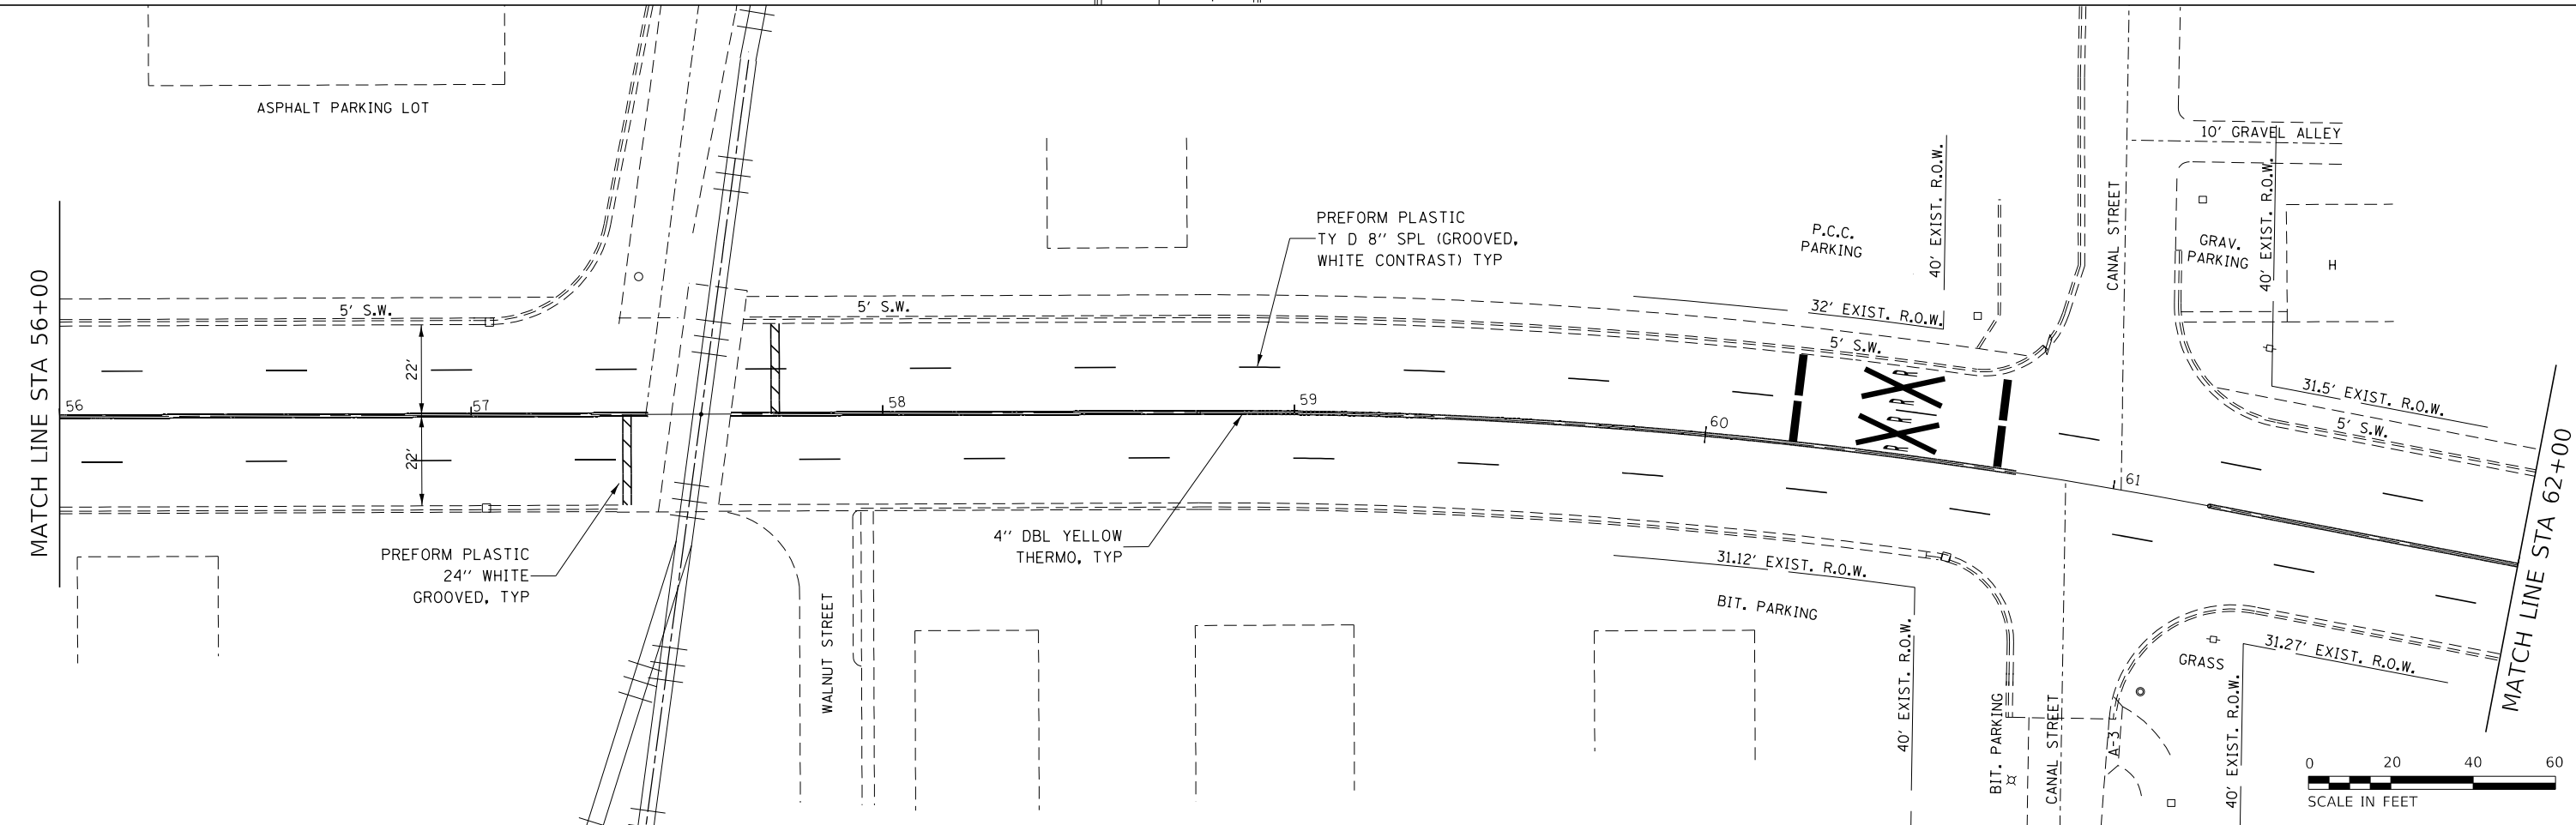 ASPHALT PARKING LOT
10' GRAVEL ALLEY
MATCH LINE STA 56+00
5' S.W.
22'
22'
56
57
58
59
60
61
5' S.W.
PREFORM PLASTIC
TY D 8'' SPL (GROOVED,
WHITE CONTRAST) TYP
P.C.C.
PARKING
40' EXIST. R.O.W.
32' EXIST. R.O.W.
5' S.W.
R R
R R
CANAL STREET
GRAV.
PARKING
40' EXIST. R.O.W.
H
31.5' EXIST. R.O.W.
5' S.W.
MATCH LINE STA 62+00
PREFORM PLASTIC
24'' WHITE
GROOVED, TYP
WALNUT STREET
4'' DBL YELLOW
THERMO, TYP
31.12' EXIST. R.O.W.
BIT. PARKING
40' EXIST. R.O.W.
BIT. PARKING
CANAL STREET
A-3
GRASS
31.27' EXIST. R.O.W.
40' EXIST. R.O.W.
0 20 40 60
SCALE IN FEET